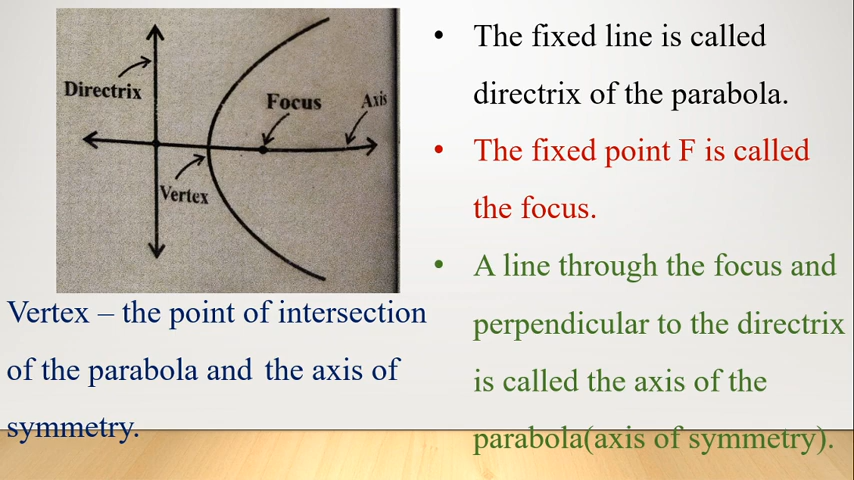 Directrix
Focus
Axis
Vertex
Vertex – the point of intersection
of the parabola and the axis of
symmetry.
• The fixed line is called
directrix of the parabola.
• The fixed point F is called
the focus.
• A line through the focus and
perpendicular to the directrix
is called the axis of the
parabola(axis of symmetry).